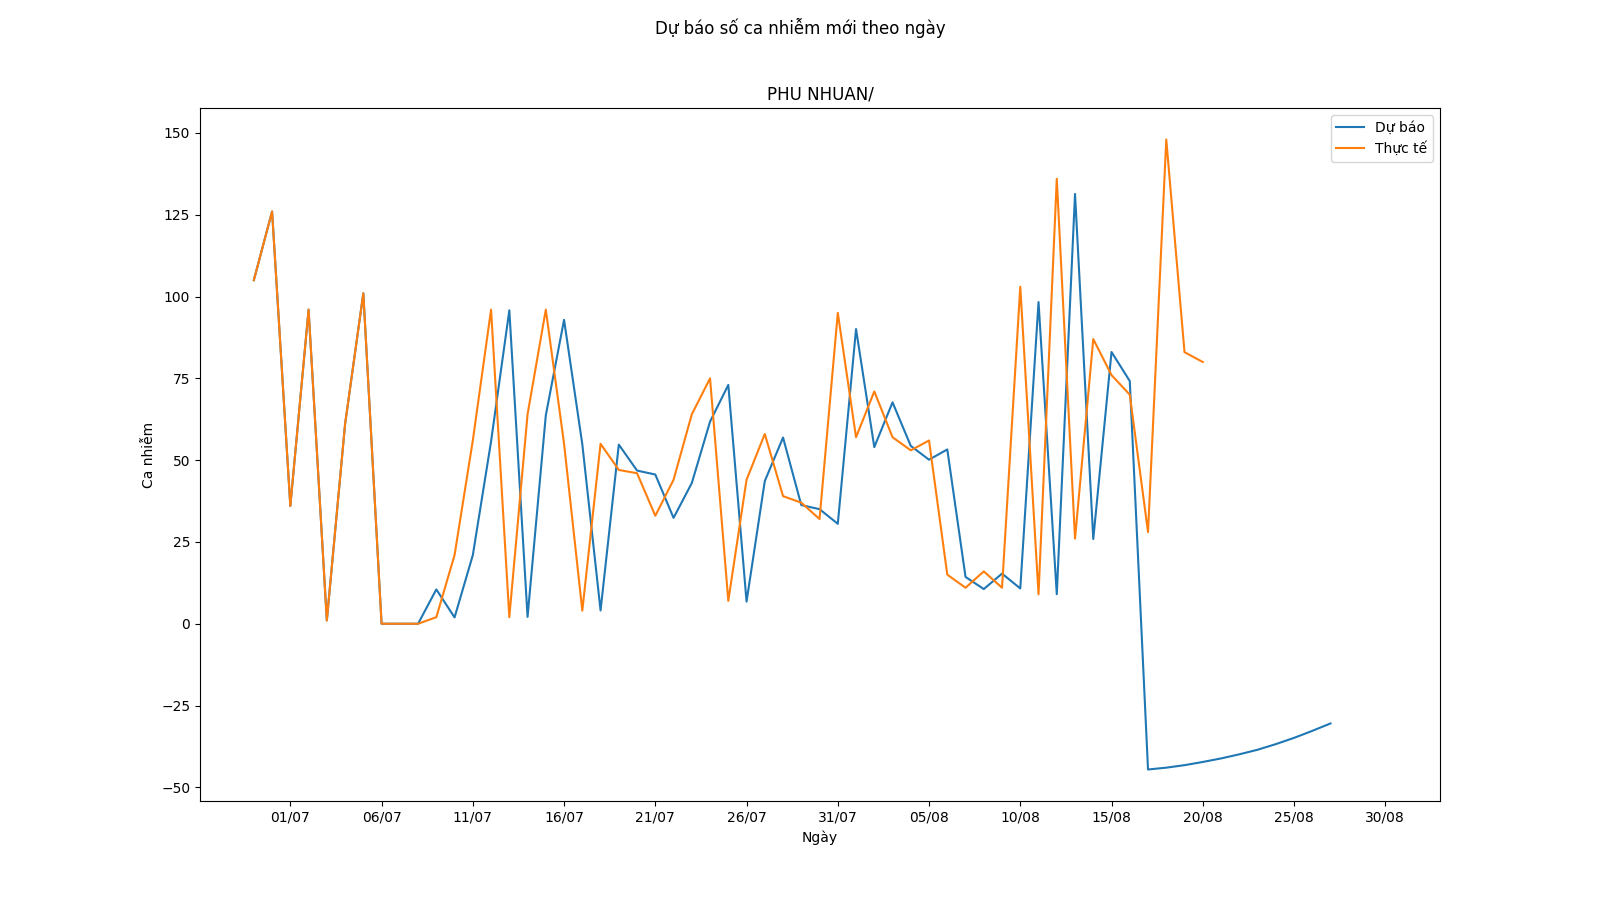 Dự báo số ca nhiễm mới theo ngày
PHU NHUAN/
Dự báo
Thực tế
150
125
100
75
50
25
0
−25
−50
Ca nhiễm
01/07 06/07 11/07 16/07 21/07 26/07 31/07 05/08 10/08 15/08 20/08 25/08 30/08
Ngày